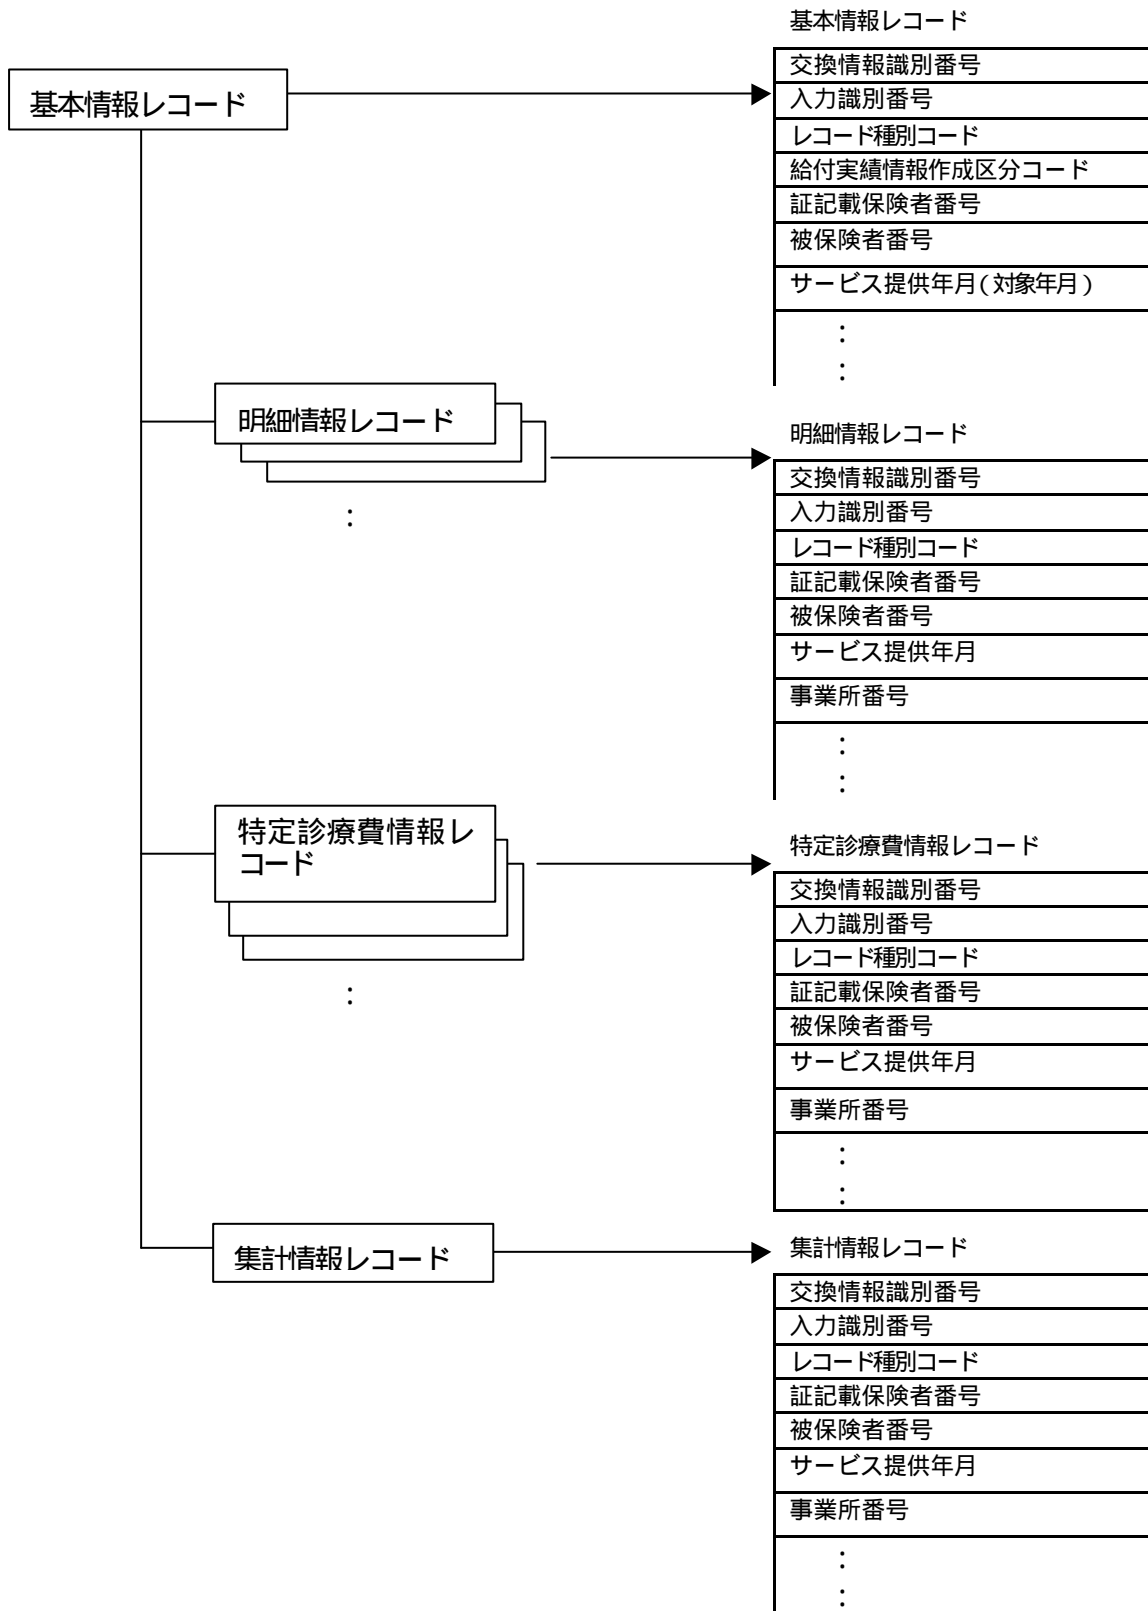 基本情報レコード
基本情報レコード
交換情報識別番号
入力識別番号
レコード種別コード
給付実績情報作成区分コード
証記載保険者番号
被保険者番号
サービス提供年月(対象年月)
:
:
明細情報レコード
:
明細情報レコード
交換情報識別番号
入力識別番号
レコード種別コード
証記載保険者番号
被保険者番号
サービス提供年月
事業所番号
:
:
特定診療費情報レ
コード
:
特定診療費情報レコード
交換情報識別番号
入力識別番号
レコード種別コード
証記載保険者番号
被保険者番号
サービス提供年月
事業所番号
:
:
集計情報レコード
集計情報レコード
交換情報識別番号
入力識別番号
レコード種別コード
証記載保険者番号
被保険者番号
サービス提供年月
事業所番号
:
: